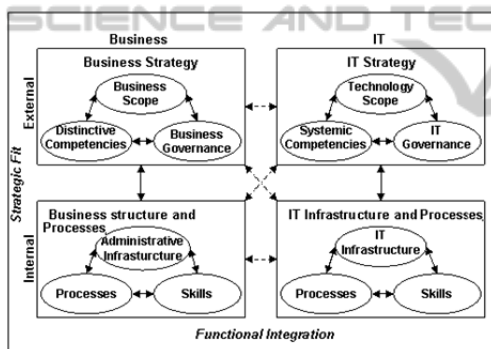 SCIENCE AND TEC
Business IT
Business Strategy
Business
Scope
Distinctive
Competencies
Business
Governance
IT Strategy
Technology
Scope
Systemic
Competencies
IT
Governance
External
Strategic Fit
Internal
Business structure and
Processes
Administrative
Infrasturcture
Processes
Skills
IT Infrastructure and Processes
IT
Infrastructure
Processes
Skills
Functional Integration